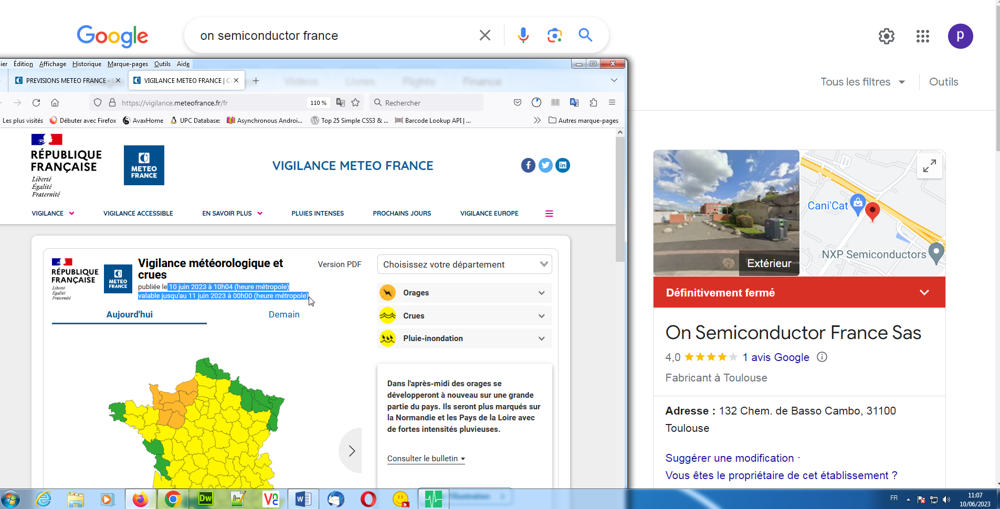 Google
on semiconductor france
p
Tous les filtres
Outils
ier Édition Affichage Historique Marque-pages Outils Aide
PREVISIONS METEO FRANCE -
VIGILANCE METEO FRANCE |
Vidéos Livres Flights Finance
https://vigilance.meteofrance.fr/fr
110 %
Rechercher
Les plus visités
Débuter avec Firefox
AvaxHome
UPC Database:
Asynchronous Androi...
Top 25 Simple CSS3 & ...
Barcode Lookup API | ...
Autres marque-pages
RÉPUBLIQUE
FRANÇAISE
Liberté
Égalité
Fraternité
METEO
FRANCE
VIGILANCE METEO FRANCE
VIGILANCE
VIGILANCE ACCESSIBLE
EN SAVOIR PLUS
PLUIES INTENSES
PROCHAINS JOURS
VIGILANCE EUROPE
RÉPUBLIQUE
FRANÇAISE
Liberté
Égalité
Fraternité
METEO
FRANCE
Vigilance météorologique et
crues
publiée le 10 juin 2023 à 10h04 (heure métropole)
valable jusqu'au 11 juin 2023 à 00h00 (heure métropole)
Version PDF
Aujourd'hui
Demain
Choisissez votre département
Orages
Crues
Pluie-inondation
Dans l'après-midi des orages se
développeront à nouveau sur une grande
partie du pays. Ils seront plus marqués sur
la Normandie et les Pays de la Loire avec
de fortes intensités pluvieuses.
Consulter le bulletin
Extérieur
Cani'Cat
NXP Semiconductors
Définitivement fermé
On Semiconductor France Sas
4,0
1 avis Google
Fabricant à Toulouse
Adresse : 132 Chem. de Basso Cambo, 31100
Toulouse
Suggérer une modification ·
Vous êtes le propriétaire de cet établissement ?
Dw
FR
11:07
10/06/2023